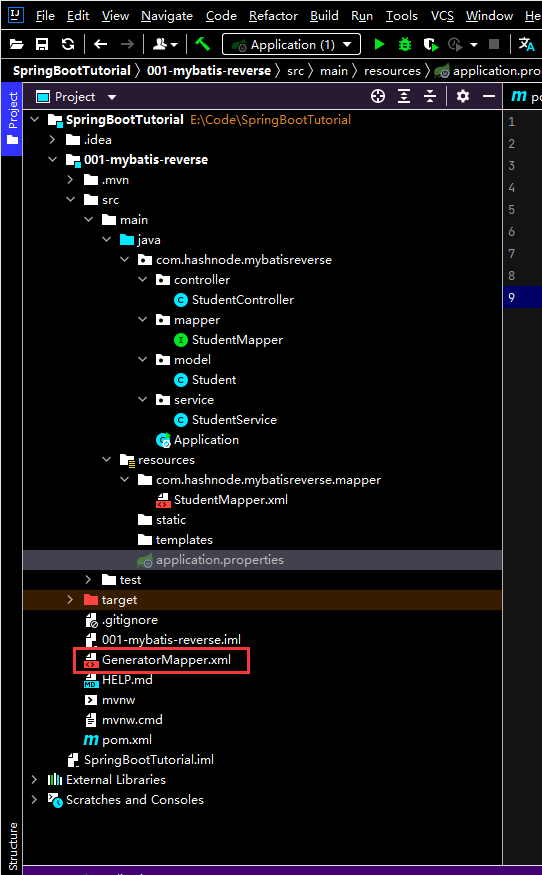 IJ File Edit View Navigate Code Refactor Build Run Tools VCS Window He
Application (1)
SpringBootTutorial 001-mybatis-reverse src main resources application.pro
Project
Project
m po
SpringBootTutorial E:\Code\SpringBootTutorial
1
.idea
2
001-mybatis-reverse
3
.mvn
4
src
5
main
6
java
7
com.hashnode.mybatisreverse
8
controller
9
StudentController
mapper
I StudentMapper
model
C Student
service
C StudentService
Application
resources
com.hashnode.mybatisreverse.mapper
StudentMapper.xml
static
templates
application.properties
test
target
.gitignore
001-mybatis-reverse.iml
GeneratorMapper.xml
MD HELP.md
mvnw
mvnw.cmd
m pom.xml
SpringBootTutorial.iml
External Libraries
Scratches and Consoles
Structure